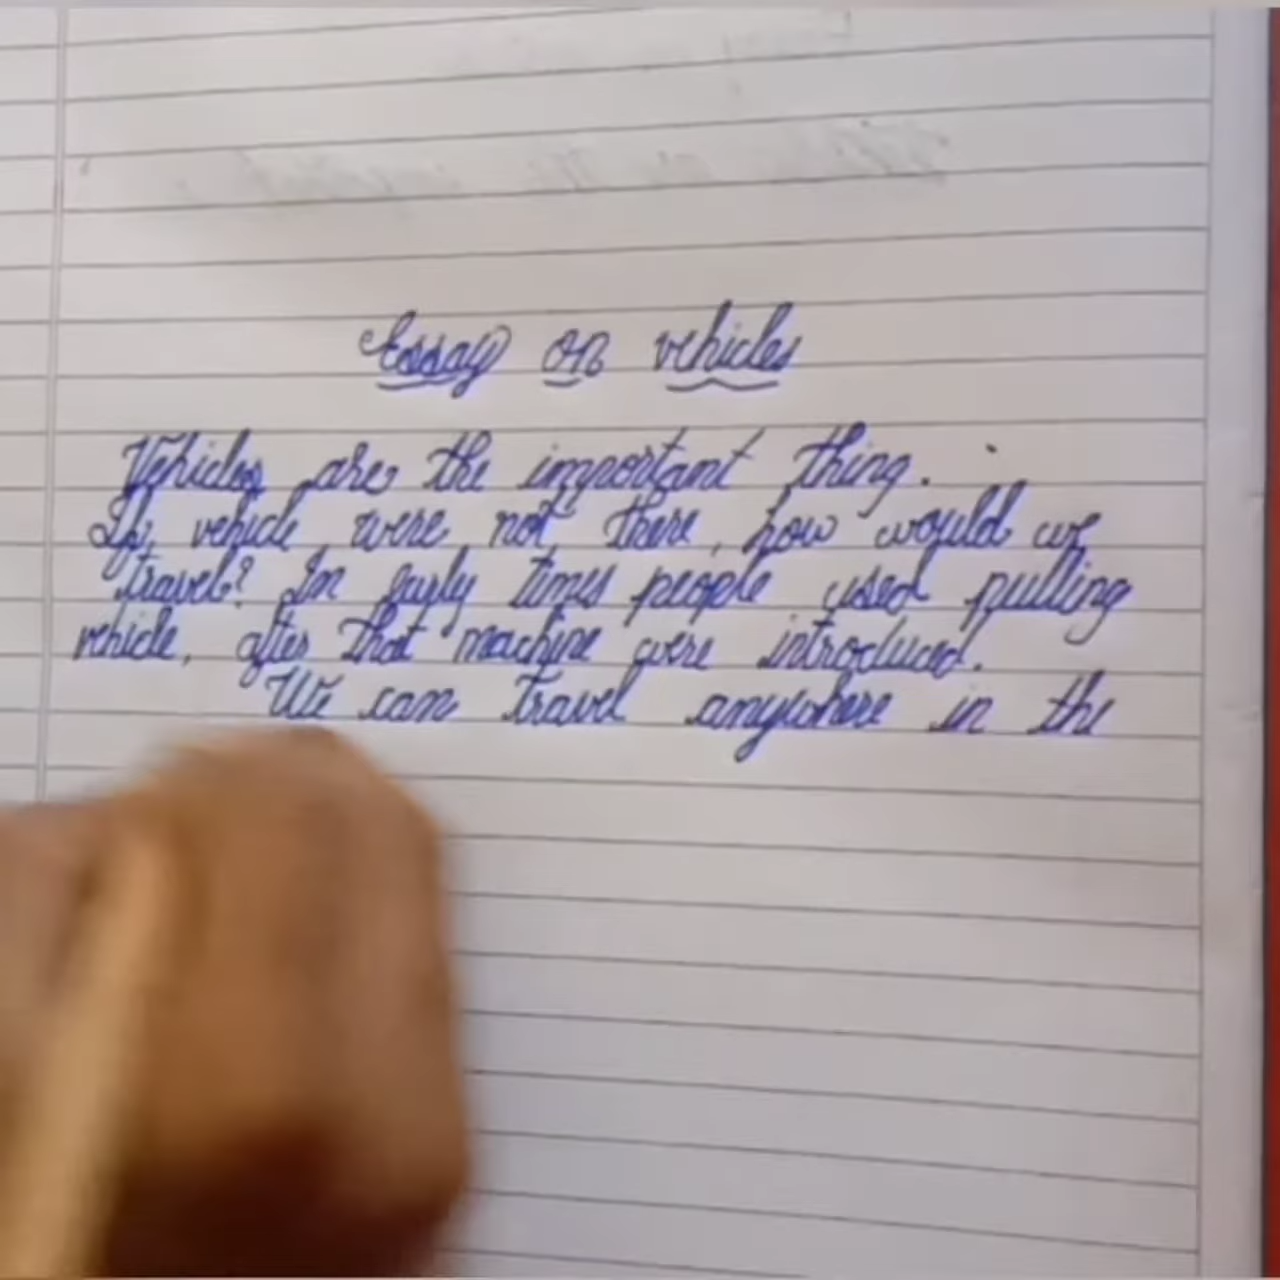 Essay on vehicles
Vehicles are the important thing.
If vehicle were not there, how would we
travel? In early times people used pulling
vehicle, after that machine were introduced.
We can travel anywhere in the